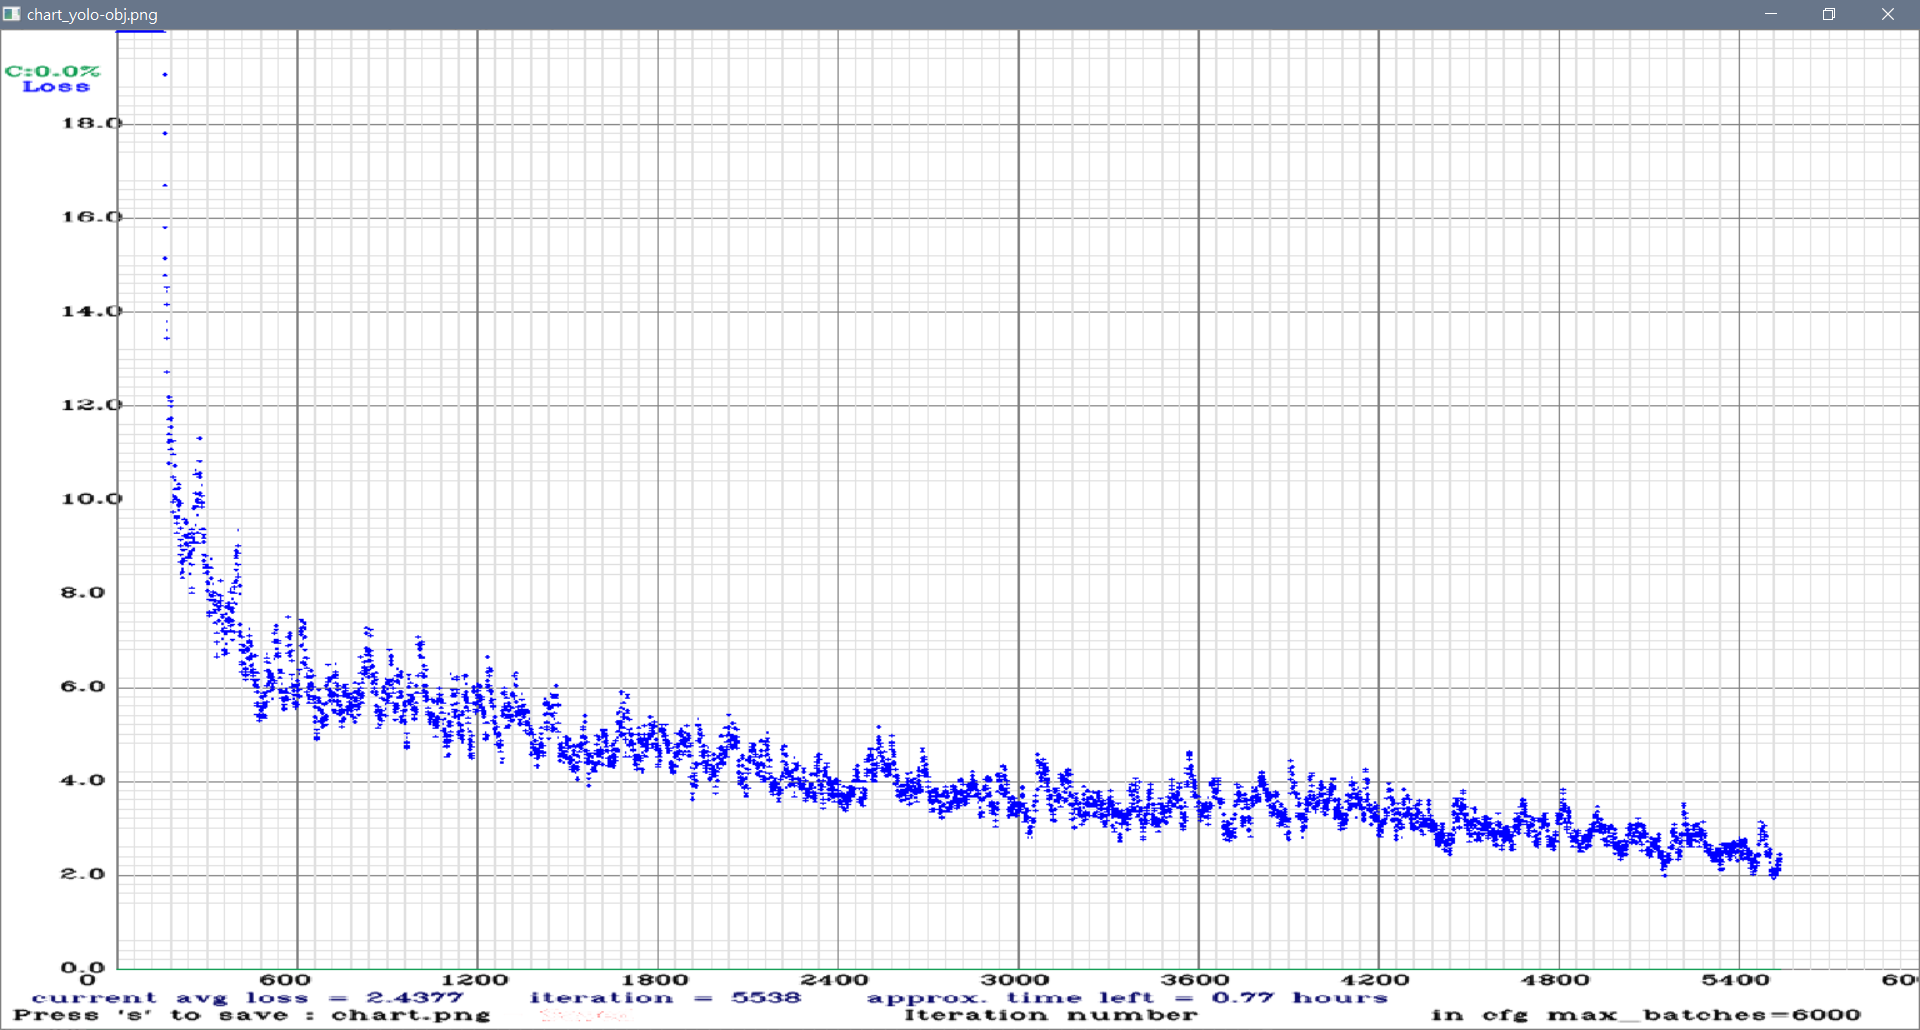 chart_yolo-obj.png
C:0.0%
Loss
18.0
16.0
14.0
12.0
10.0
8.0
6.0
4.0
2.0
0.0
0 600 1200 1800 2400 3000 3600 4200 4800 5400 60
current avg loss = 2.4377 iteration = 5538 approx. time left = 0.77 hours
Press 's' to save : chart.png Iteration number in cfg max_batches=6000